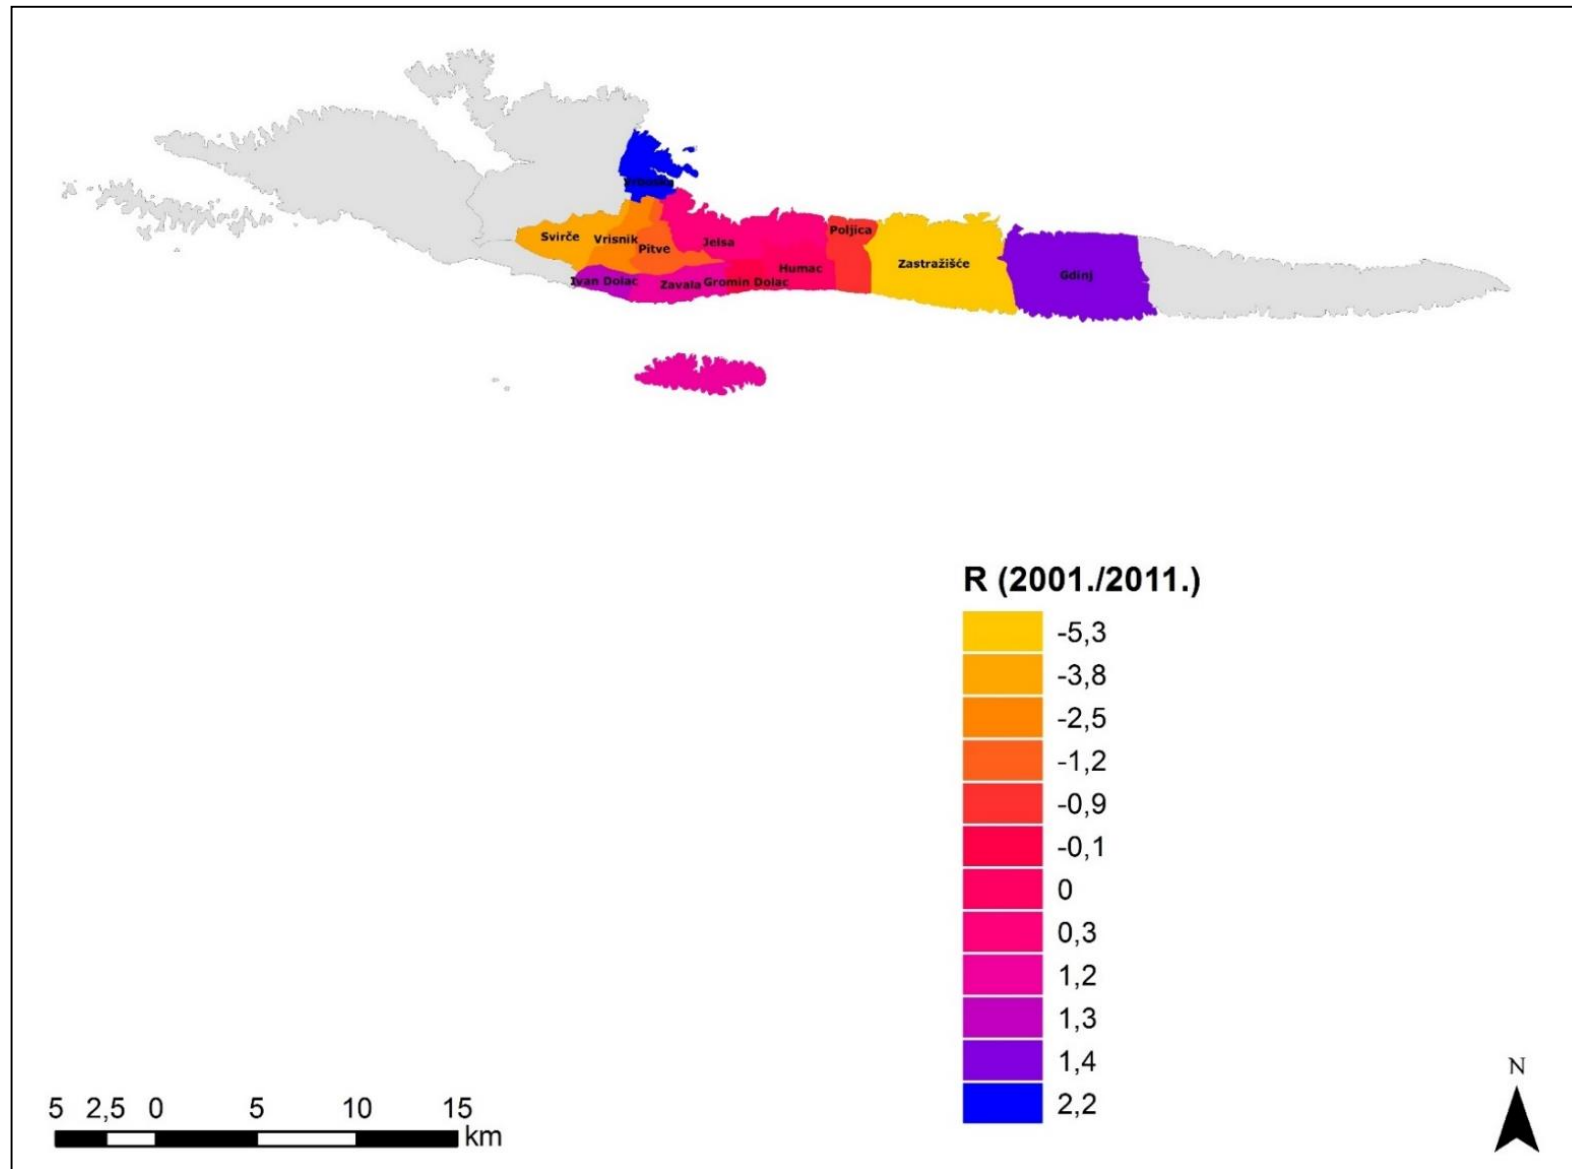 Svirče
Vrisnik
Pitve
Jelsa
Poljica
Zastražišće
Gdinj
Humac
Ivan Dolac
Zavala
Gromin Dolac
R (2001./2011.)
-5,3
-3,8
-2,5
-1,2
-0,9
-0,1
0
0,3
1,2
1,3
1,4
2,2
5 2,5 0 5 10 15
km
N